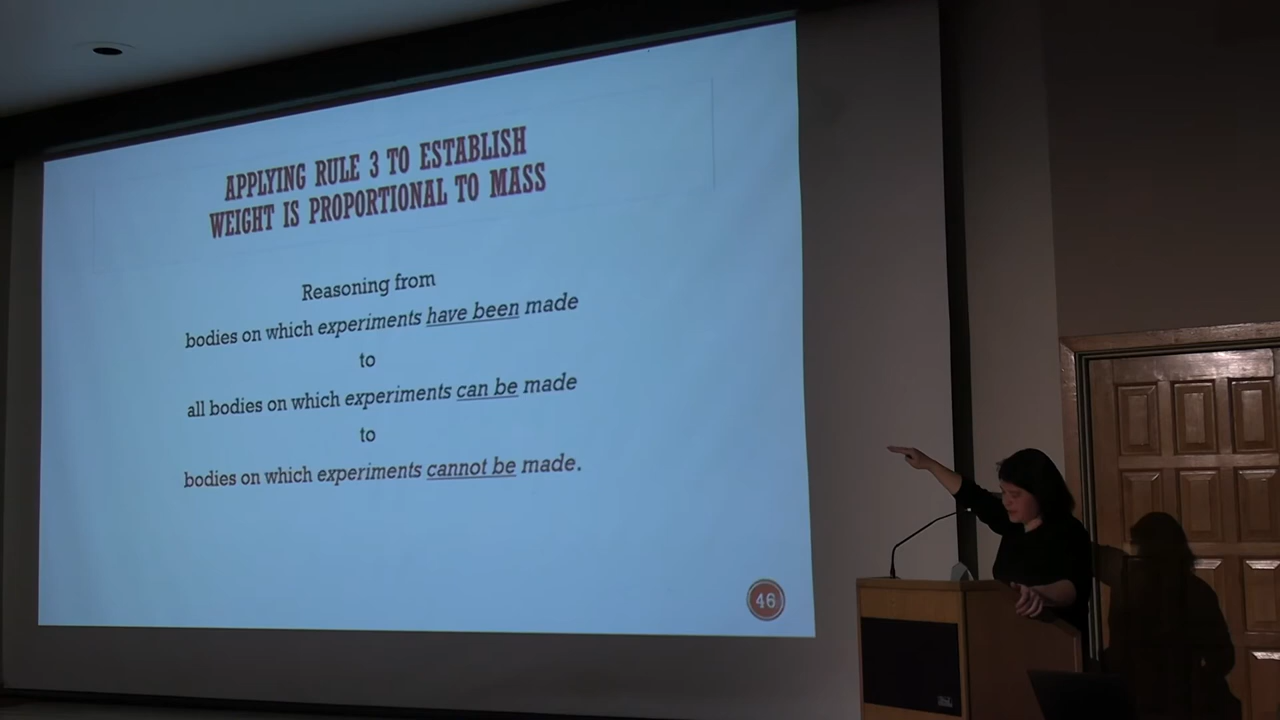 APPLYING RULE 3 TO ESTABLISH
WEIGHT IS PROPORTIONAL TO MASS
Reasoning from
bodies on which experiments have been made
to
all bodies on which experiments can be made
to
bodies on which experiments cannot be made.
46